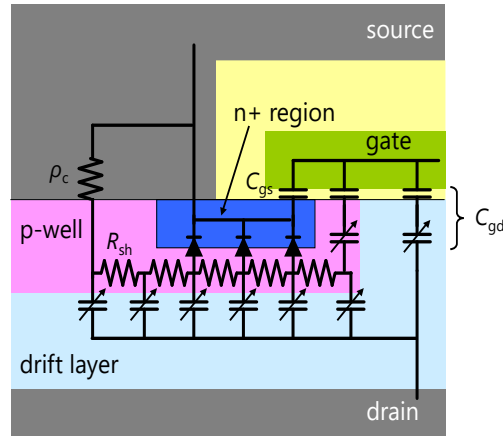 source
n+ region
gate
ρc
Cgs
p-well
Rsh
Cgd
drift layer
drain